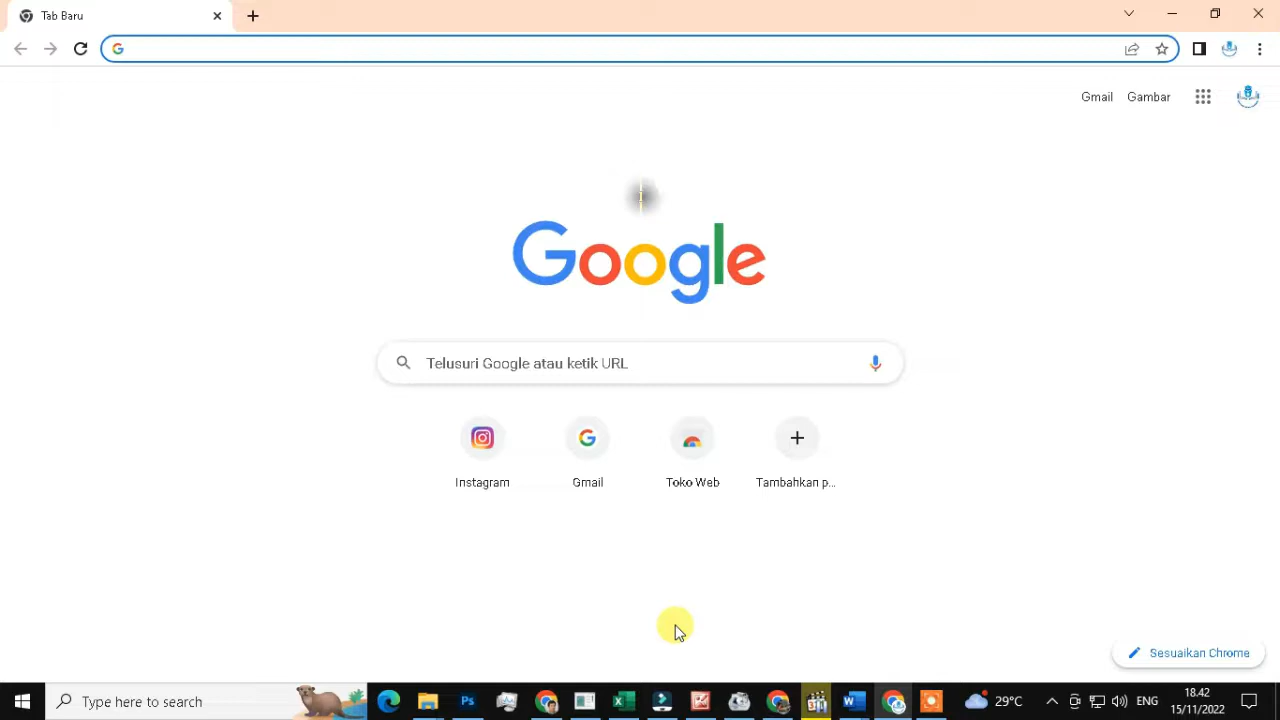 Tab Baru
Gmail Gambar
Google
Telusuri Google atau ketik URL
Instagram Gmail Toko Web Tambahkan p...
Sesuaikan Chrome
Type here to search
29°C
ENG
18.42
15/11/2022